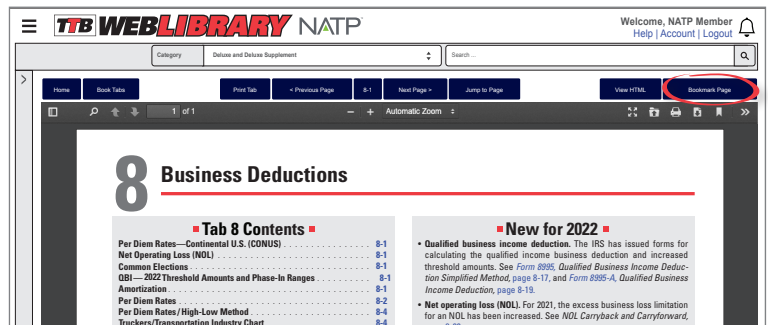 TTB WEBLIBRARY NATP
Welcome, NATP Member
Help | Account | Logout
Category Deluxe and Deluxe Supplement Search ...
Home Book Tabs Print Tab < Previous Page 8-1 Next Page > Jump to Page View HTML Bookmark Page
1 of 1 − + Automatic Zoom
8 Business Deductions
Tab 8 Contents
Per Diem Rates—Continental U.S. (CONUS) . . . . . . . . . . . . . . . . . 8-1
Net Operating Loss (NOL) . . . . . . . . . . . . . . . . . 8-1
Common Elections . . . . . . . . . . . . . . . . . 8-1
QBI — 2022 Threshold Amounts and Phase-In Ranges . . . . . . . . . . 8-1
Amortization . . . . . . . . . . . . . . . . . 8-1
Per Diem Rates . . . . . . . . . . . . . . . . . 8-2
Per Diem Rates / High-Low Method . . . . . . . . . . . . . . . . . 8-4
Truckers/Transportation Industry Chart . . . . . . . . . . . . . . . . . 8-4
New for 2022
• Qualified business income deduction. The IRS has issued forms for
calculating the qualified income business deduction and increased
threshold amounts. See Form 8995, Qualified Business Income Deduc-
tion Simplified Method, page 8-17, and Form 8995-A, Qualified Business
Income Deduction, page 8-19.
• Net operating loss (NOL). For 2021, the excess business loss limitation
for an NOL has been increased. See NOL Carryback and Carryforward,